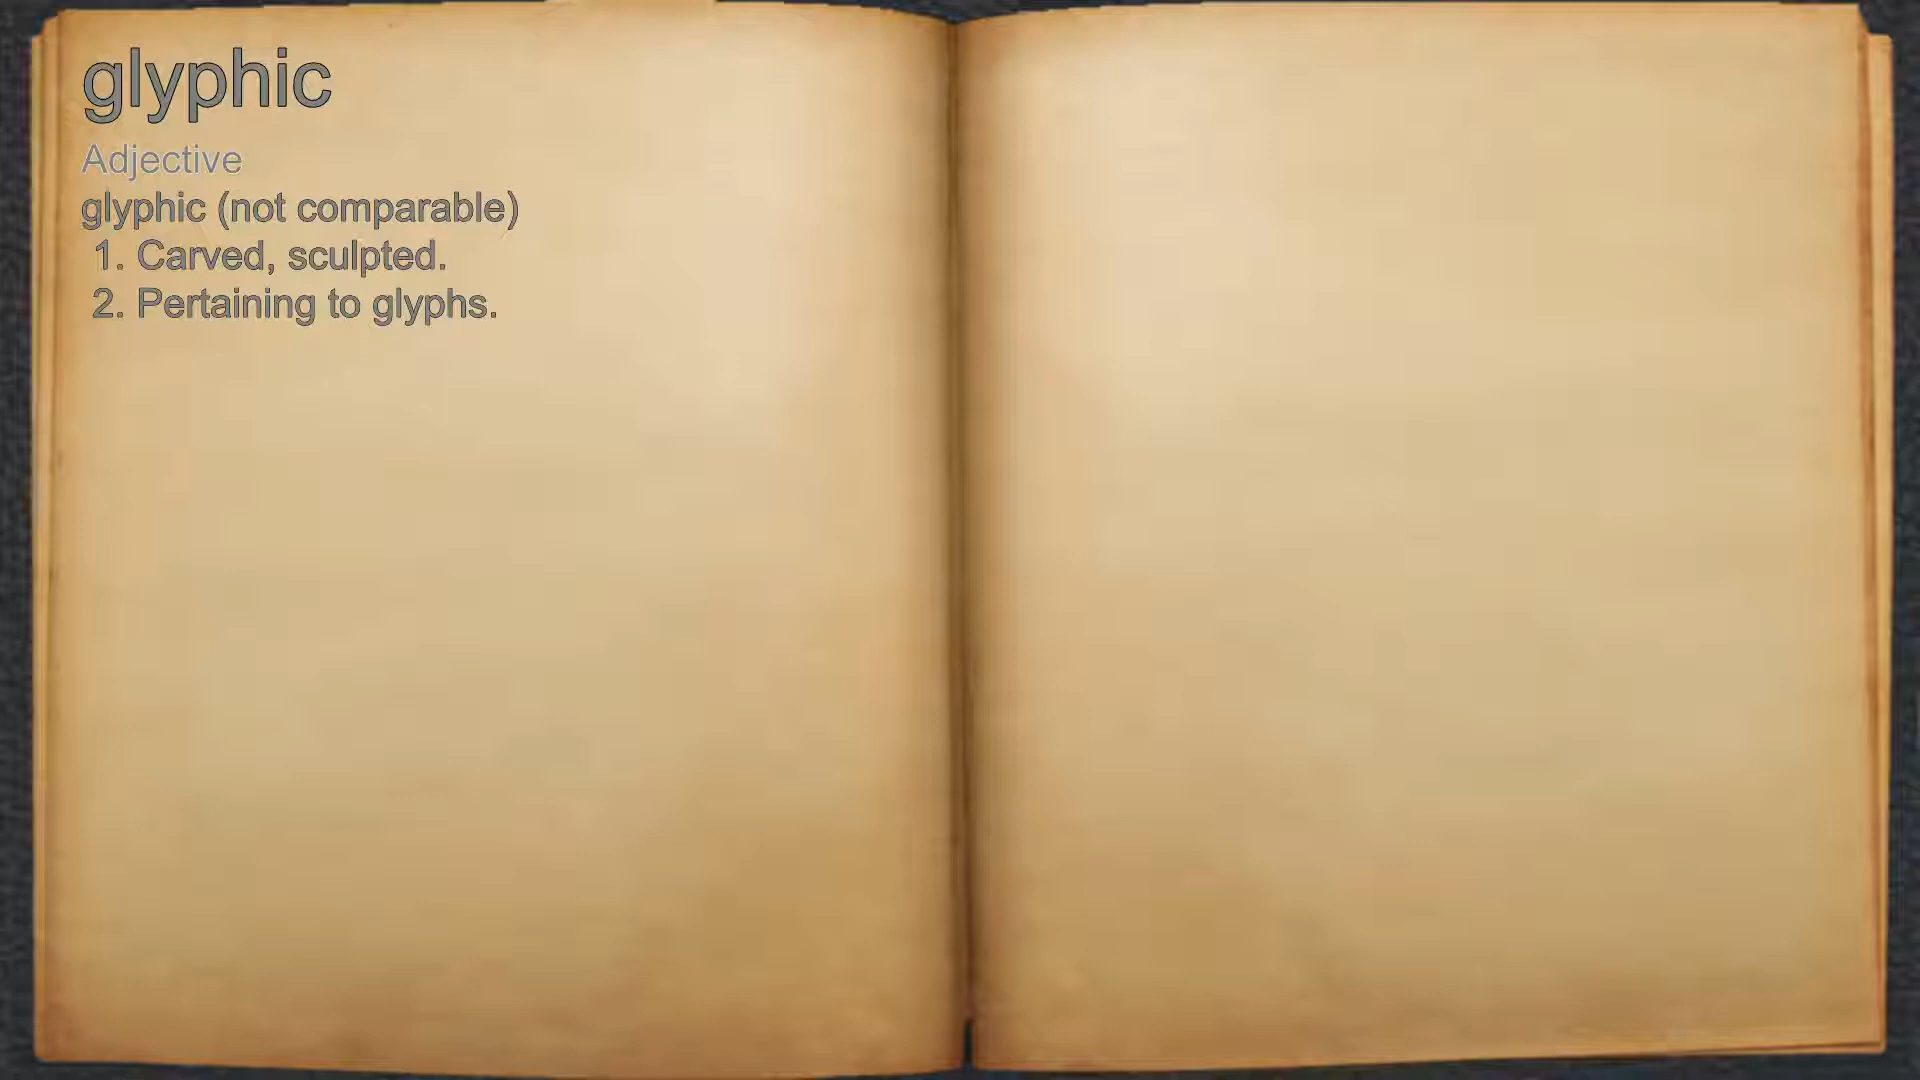 glyphic
Adjective
glyphic (not comparable)
1. Carved, sculpted.
2. Pertaining to glyphs.